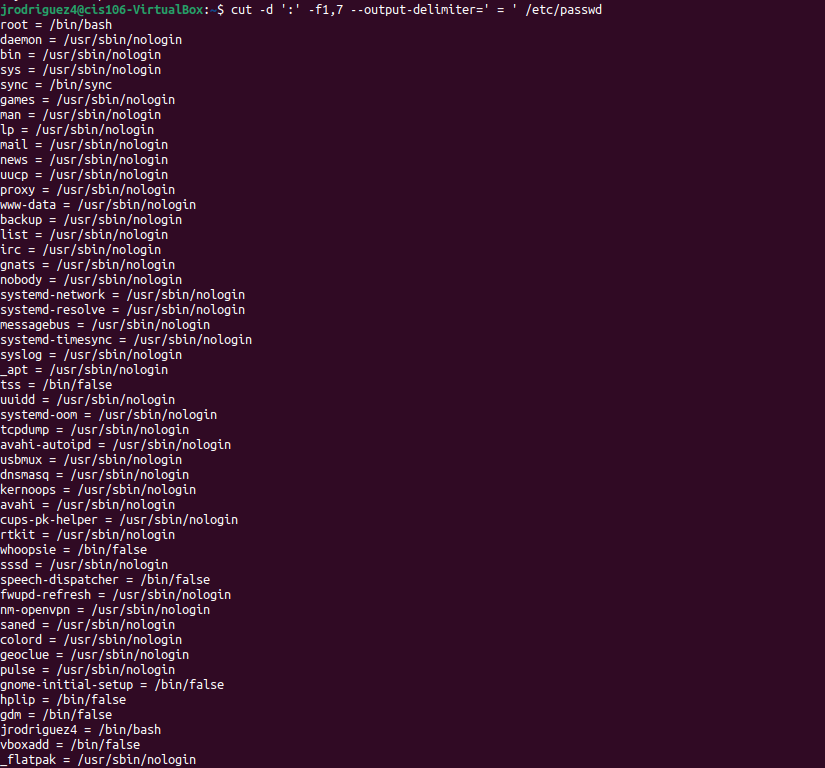 jrodriguez4@cis106-VirtualBox:~$ cut -d ':' -f1,7 --output-delimiter=' = ' /etc/passwd
root = /bin/bash
daemon = /usr/sbin/nologin
bin = /usr/sbin/nologin
sys = /usr/sbin/nologin
sync = /bin/sync
games = /usr/sbin/nologin
man = /usr/sbin/nologin
lp = /usr/sbin/nologin
mail = /usr/sbin/nologin
news = /usr/sbin/nologin
uucp = /usr/sbin/nologin
proxy = /usr/sbin/nologin
www-data = /usr/sbin/nologin
backup = /usr/sbin/nologin
list = /usr/sbin/nologin
irc = /usr/sbin/nologin
gnats = /usr/sbin/nologin
nobody = /usr/sbin/nologin
systemd-network = /usr/sbin/nologin
systemd-resolve = /usr/sbin/nologin
messagebus = /usr/sbin/nologin
systemd-timesync = /usr/sbin/nologin
syslog = /usr/sbin/nologin
_apt = /usr/sbin/nologin
tss = /bin/false
uuidd = /usr/sbin/nologin
systemd-oom = /usr/sbin/nologin
tcpdump = /usr/sbin/nologin
avahi-autoipd = /usr/sbin/nologin
usbmux = /usr/sbin/nologin
dnsmasq = /usr/sbin/nologin
kernoops = /usr/sbin/nologin
avahi = /usr/sbin/nologin
cups-pk-helper = /usr/sbin/nologin
rtkit = /usr/sbin/nologin
whoopsie = /bin/false
sssd = /usr/sbin/nologin
speech-dispatcher = /bin/false
fwupd-refresh = /usr/sbin/nologin
nm-openvpn = /usr/sbin/nologin
saned = /usr/sbin/nologin
colord = /usr/sbin/nologin
geoclue = /usr/sbin/nologin
pulse = /usr/sbin/nologin
gnome-initial-setup = /bin/false
hplip = /bin/false
gdm = /bin/false
jrodriguez4 = /bin/bash
vboxadd = /bin/false
_flatpak = /usr/sbin/nologin